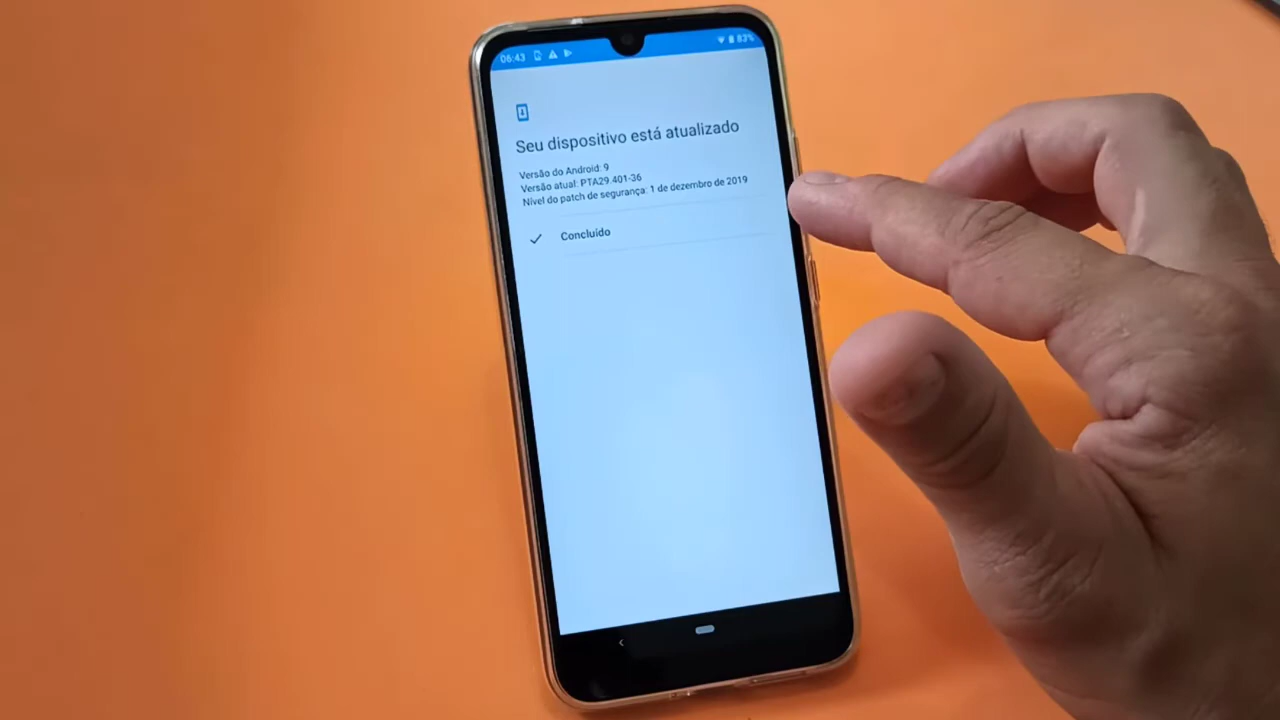 06:43
83%
Seu dispositivo está atualizado
Versão do Android: 9
Versão atual: PTA29.401-36
Nível do patch de segurança: 1 de dezembro de 2019
Concluído